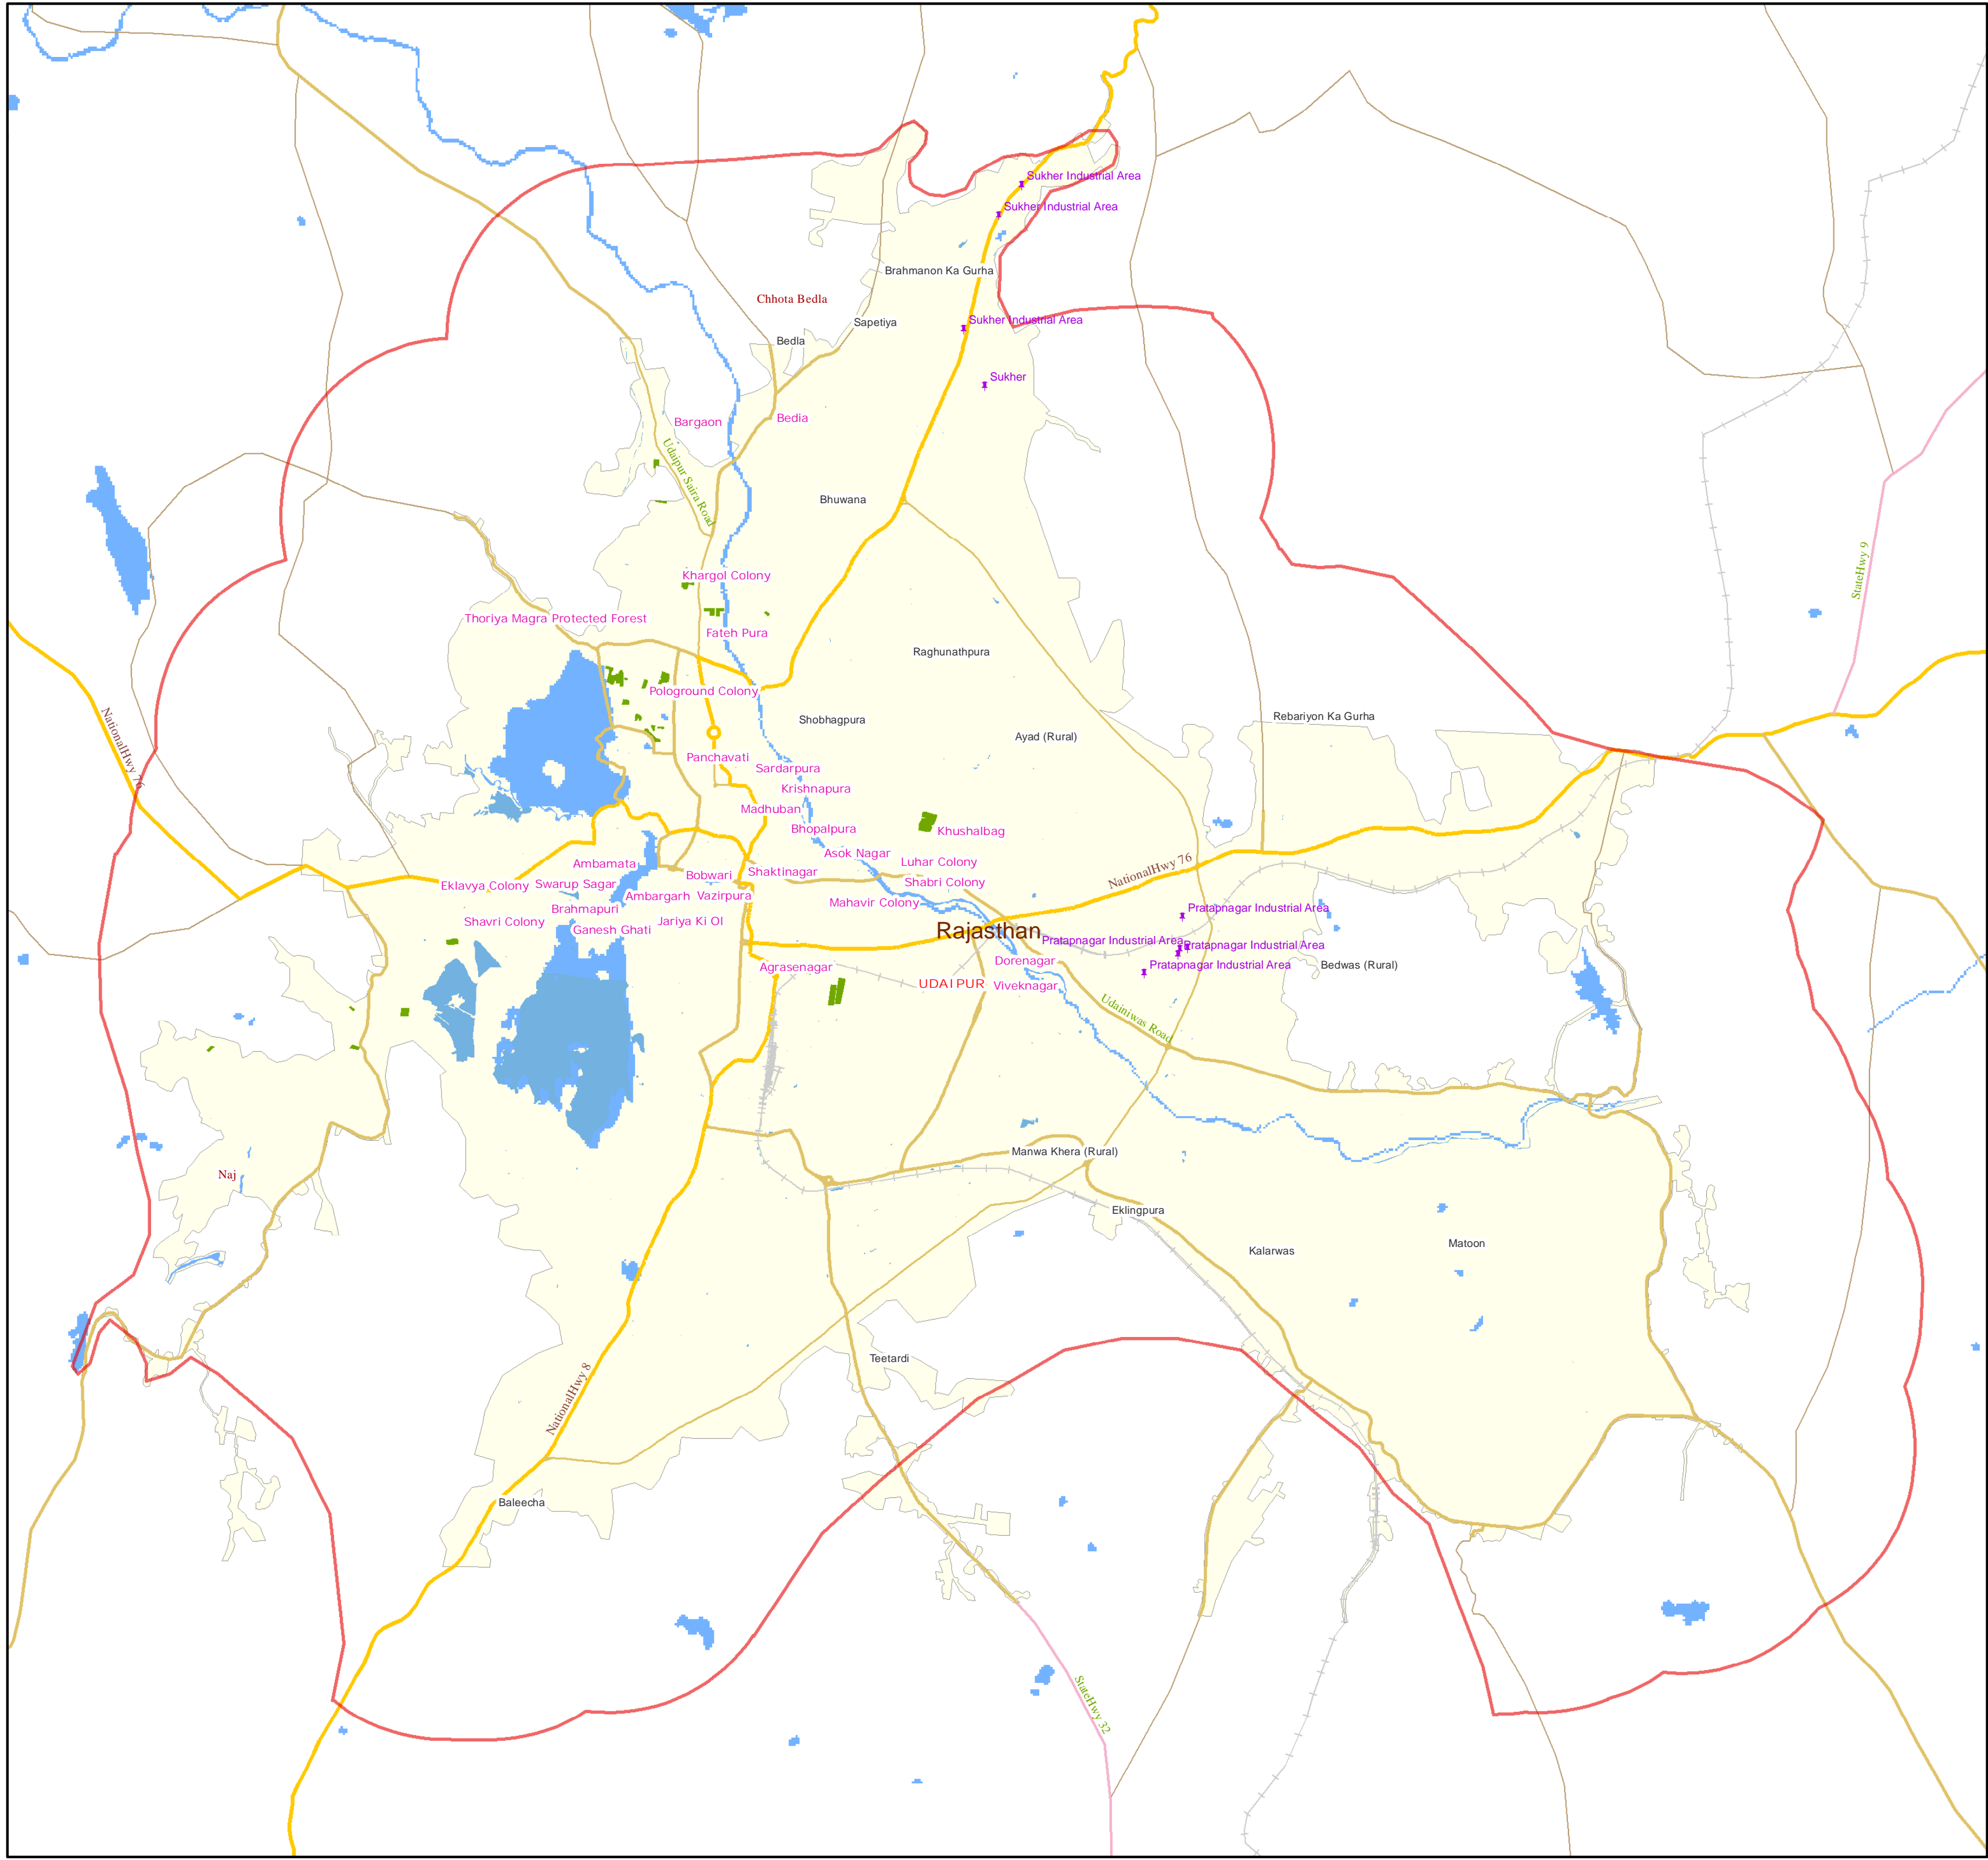 Sukher Industrial Area
Sukher Industrial Area
Brahmanon Ka Gurha
Chhota Bedla
Sapetiya
Sukher Industrial Area
Bedla
Sukher
Bargaon
Bedia
Udaipur Saira Road
Bhuwana
StateHwy 9
Khargol Colony
Thoriya Magra Protected Forest
Fateh Pura
Raghunathpura
Pologround Colony
Shobhagpura
Rebariyon Ka Gurha
Ayad (Rural)
NationalHwy 76
Panchavati
Sardarpura
Krishnapura
Madhuban
Bhopalpura
Khushalbag
Asok Nagar
Ambamata
Luhar Colony
Shaktinagar
NationalHwy 76
Bobwari
Shabri Colony
Eklavya Colony
Swarup Sagar
Ambargarh
Vazirpura
Mahavir Colony
Brahmapuri
Pratapnagar Industrial Area
Shavri Colony
Jariya Ki Ol
Ganesh Ghati
Rajasthan
Pratapnagar Industrial Area
Pratapnagar Industrial Area
Dorenagar
Agrasenagar
Pratapnagar Industrial Area
Bedwas (Rural)
UDAIPUR
Viveknagar
Udainiwas Road
Manwa Khera (Rural)
Naj
Eklingpura
Matoon
Kalarwas
Teetardi
NationalHwy 8
Baleecha
StateHwy 32